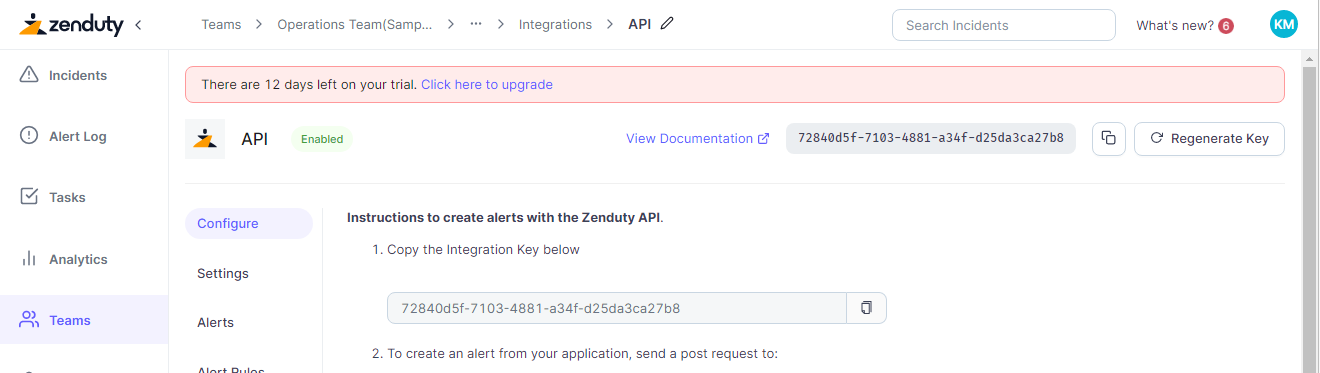 zenduty
Teams > Operations Team(Samp... > ... > Integrations > API
Search Incidents
What's new? 6
KM
Incidents
Alert Log
Tasks
Analytics
Teams
There are 12 days left on your trial. Click here to upgrade
API
Enabled
View Documentation
72840d5f-7103-4881-a34f-d25da3ca27b8
Regenerate Key
Configure
Settings
Alerts
Alert Rules
Instructions to create alerts with the Zenduty API.
1. Copy the Integration Key below
72840d5f-7103-4881-a34f-d25da3ca27b8
2. To create an alert from your application, send a post request to: